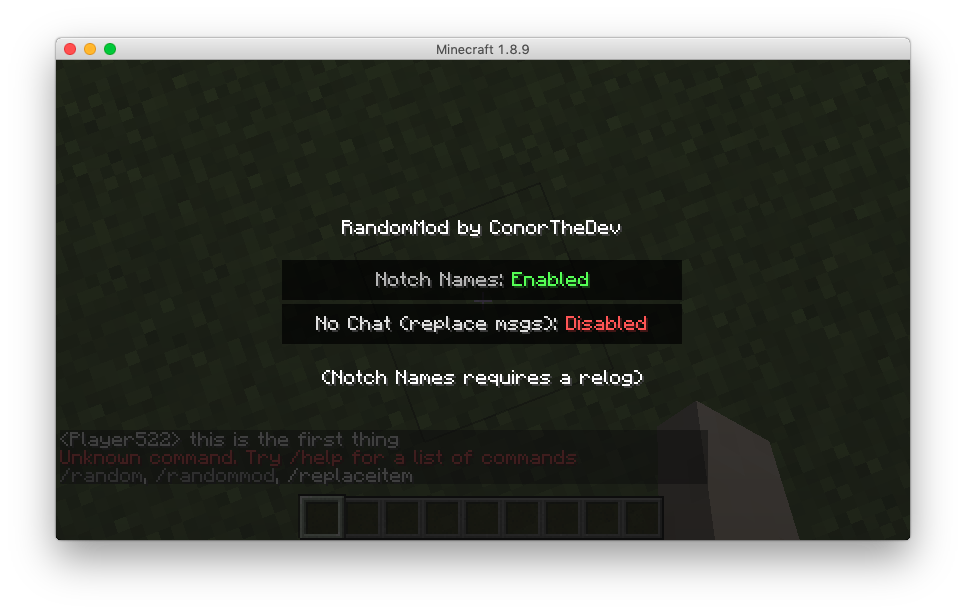 Minecraft 1.8.9
RandomMod by ConorTheDev
Notch Names: Enabled
No Chat (replace msgs): Disabled
(Notch Names requires a relog)
<Player522> this is the first thing
Unknown command. Try /help for a list of commands
/random, /randommod, /replaceitem